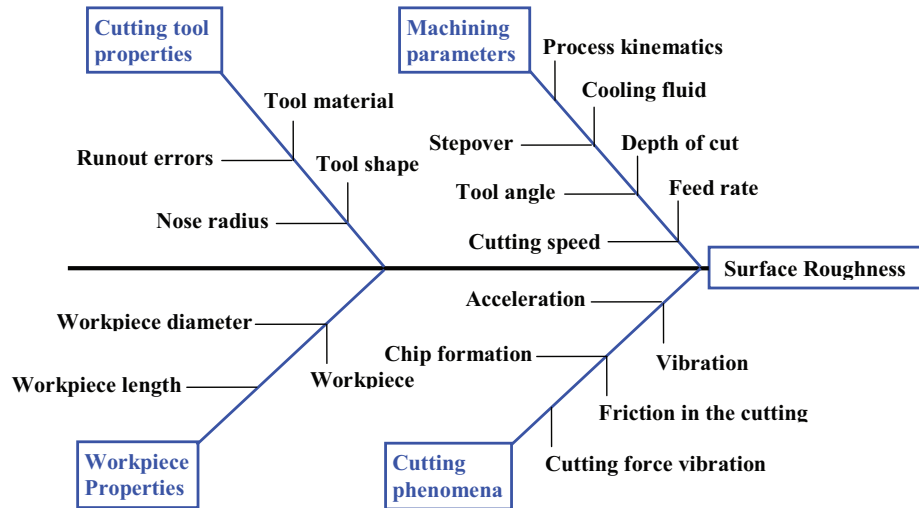 Cutting tool
properties
Machining
parameters
Process kinematics
Cooling fluid
Tool material
Stepover
Depth of cut
Runout errors
Tool shape
Tool angle
Feed rate
Nose radius
Cutting speed
Surface Roughness
Acceleration
Workpiece diameter
Chip formation
Vibration
Workpiece length
Workpiece
Friction in the cutting
Workpiece
Properties
Cutting
phenomena
Cutting force vibration